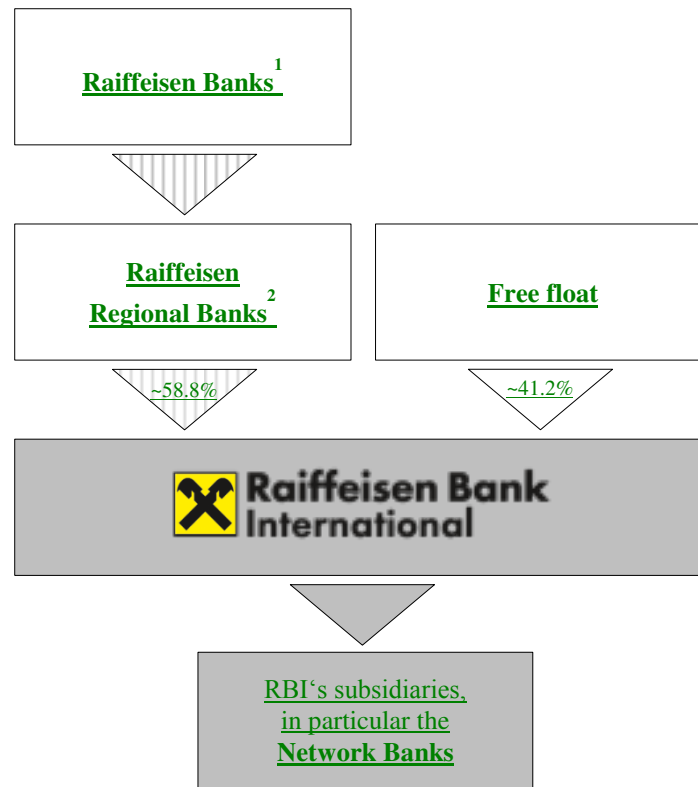 Raiffeisen Banks1
Raiffeisen
Regional Banks2
Free float
~58.8%
~41.2%
Raiffeisen Bank
International
RBI‘s subsidiaries,
in particular the
Network Banks